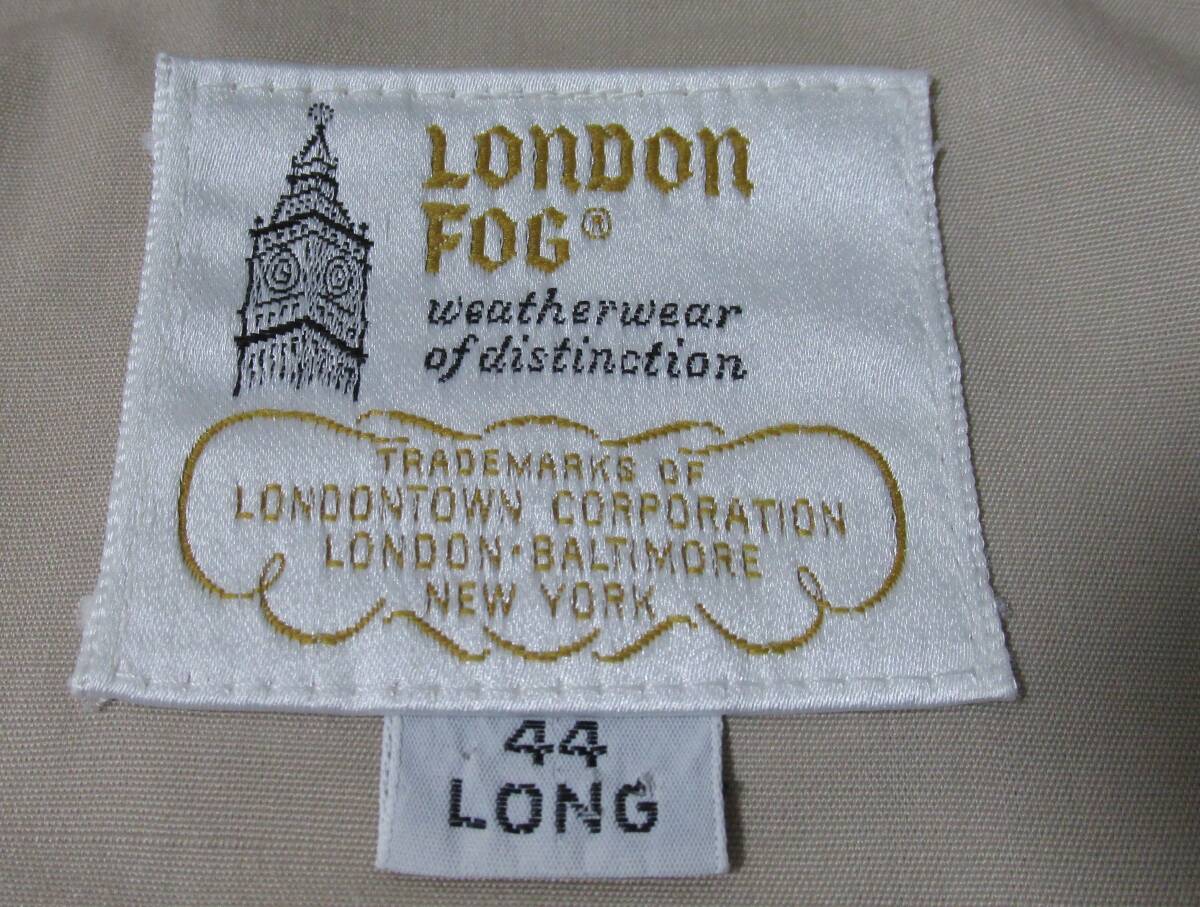 LONDON
FOG®
weatherwear
of distinction
TRADEMARKS OF
LONDONTOWN CORPORATION
LONDON·BALTIMORE
NEW YORK
44
LONG